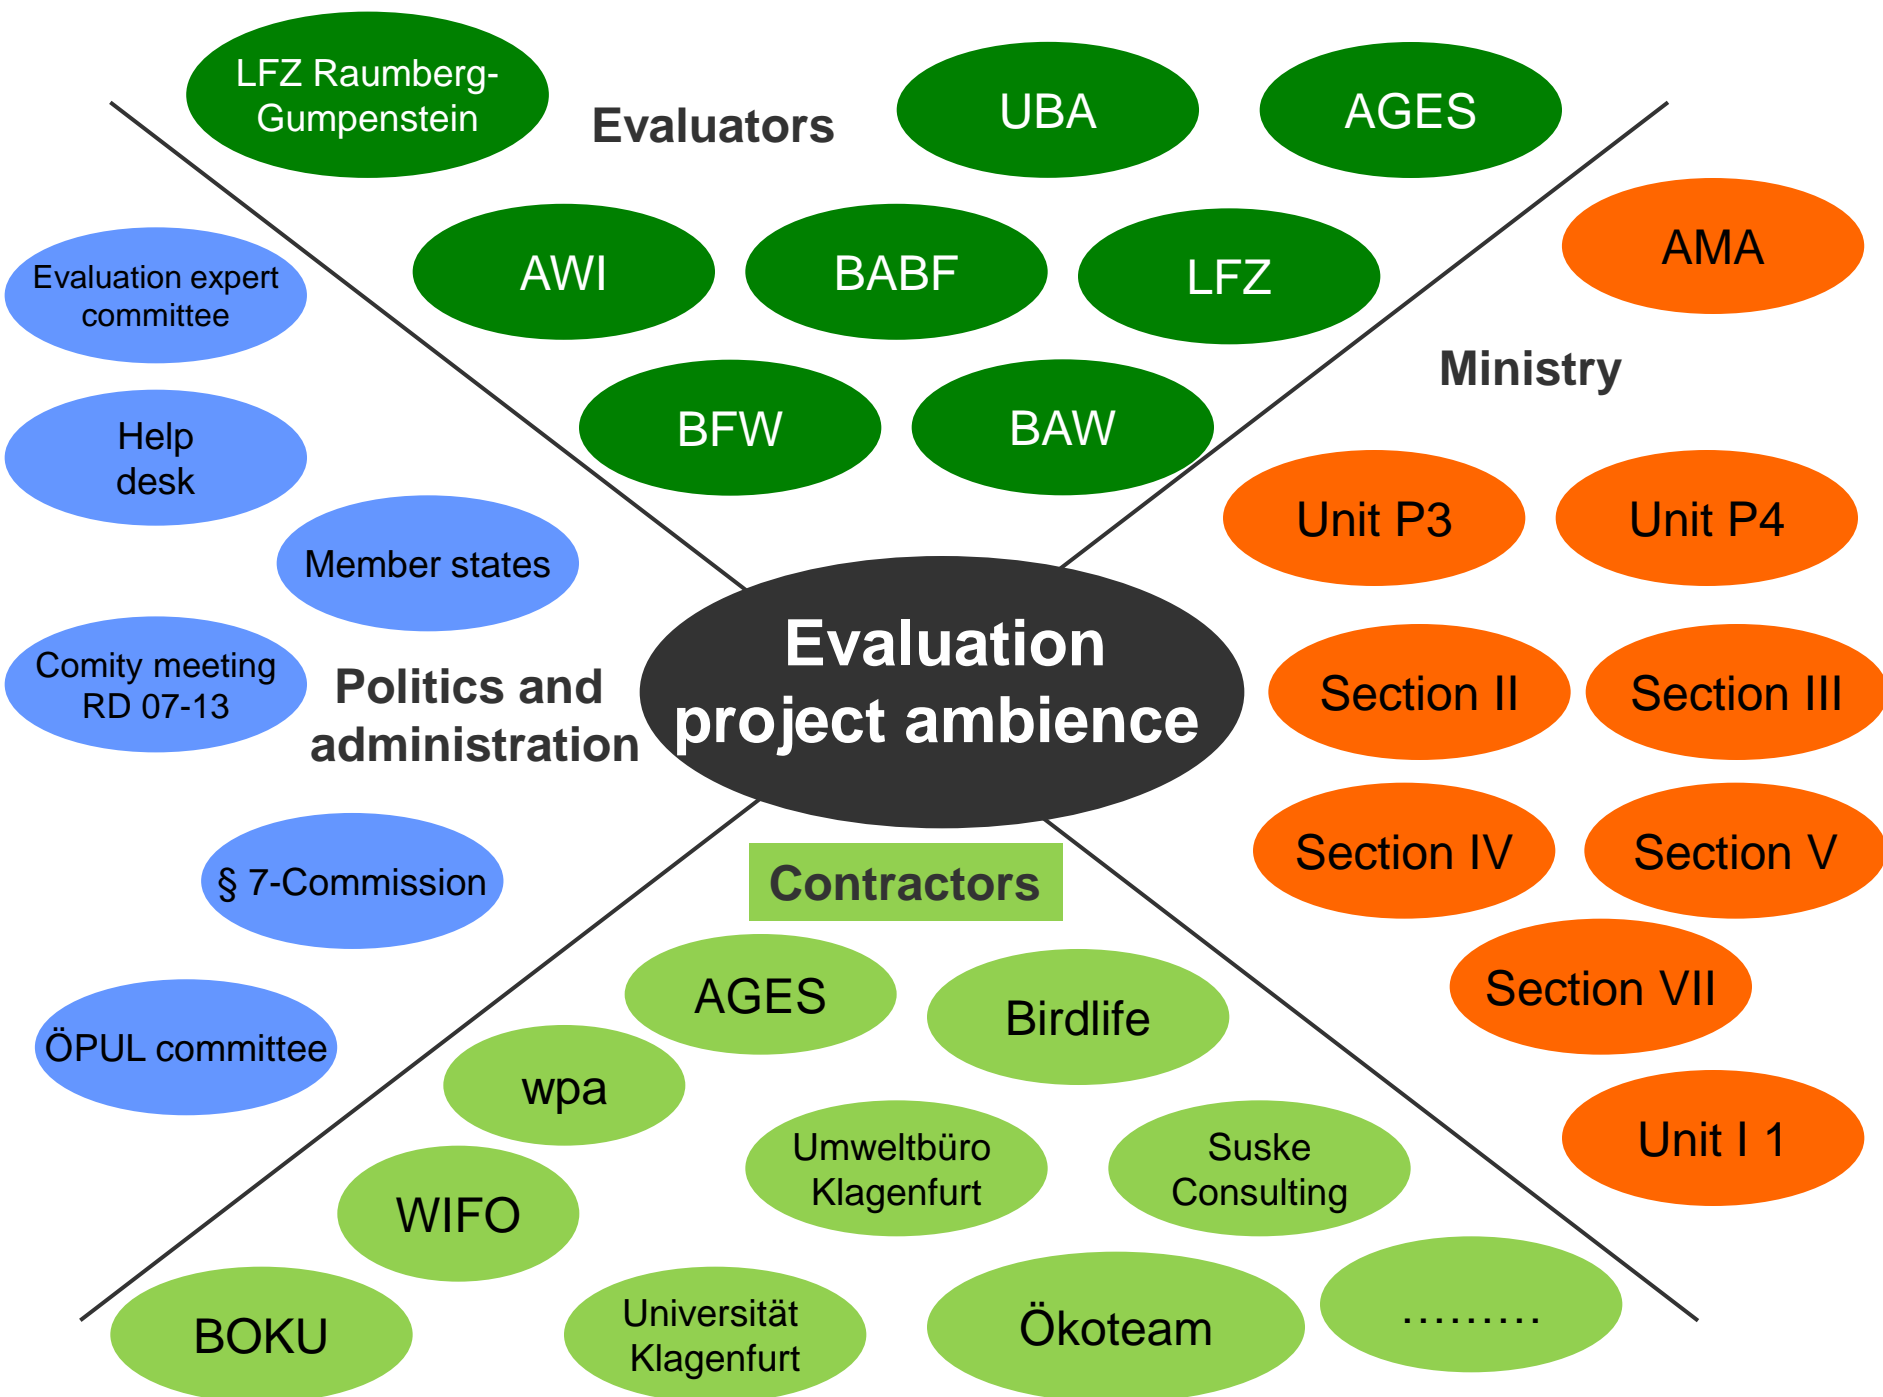 LFZ Raumberg-
Gumpenstein
Evaluators
UBA
AGES
AWI
BABF
LFZ
BFW
BAW
AMA
Ministry
Unit P3
Unit P4
Section II
Section III
Section IV
Section V
Section VII
Unit I 1
Evaluation expert
committee
Help
desk
Member states
Comity meeting
RD 07-13
Politics and
administration
§ 7-Commission
ÖPUL committee
Evaluation
project ambience
Contractors
AGES
Birdlife
wpa
Umweltbüro
Klagenfurt
Suske
Consulting
WIFO
BOKU
Universität
Klagenfurt
Ökoteam
.........